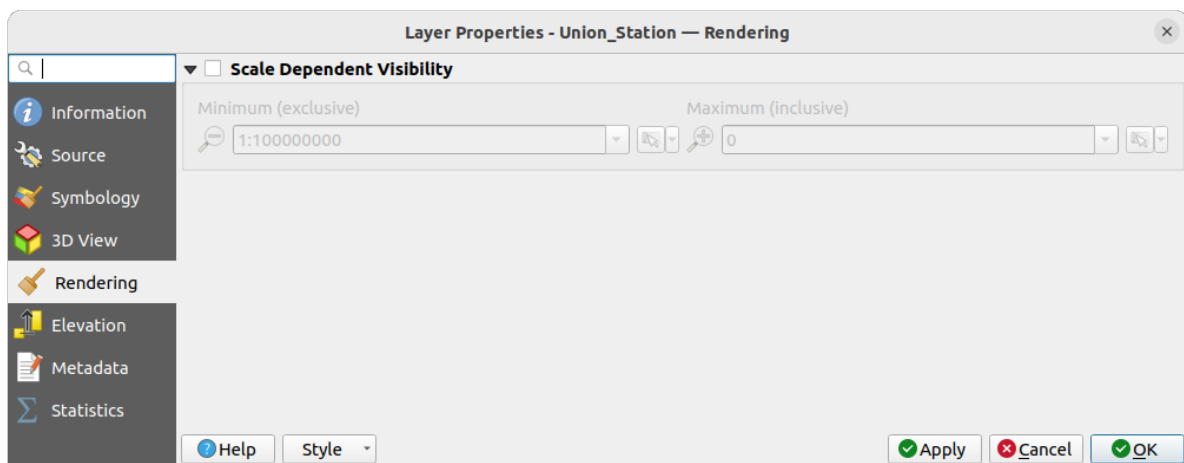 Layer Properties - Union_Station — Rendering
Information
Source
Symbology
3D View
Rendering
Elevation
Metadata
Statistics
Scale Dependent Visibility
Minimum (exclusive)
Maximum (inclusive)
1:100000000
0
Help
Style
Apply
Cancel
OK